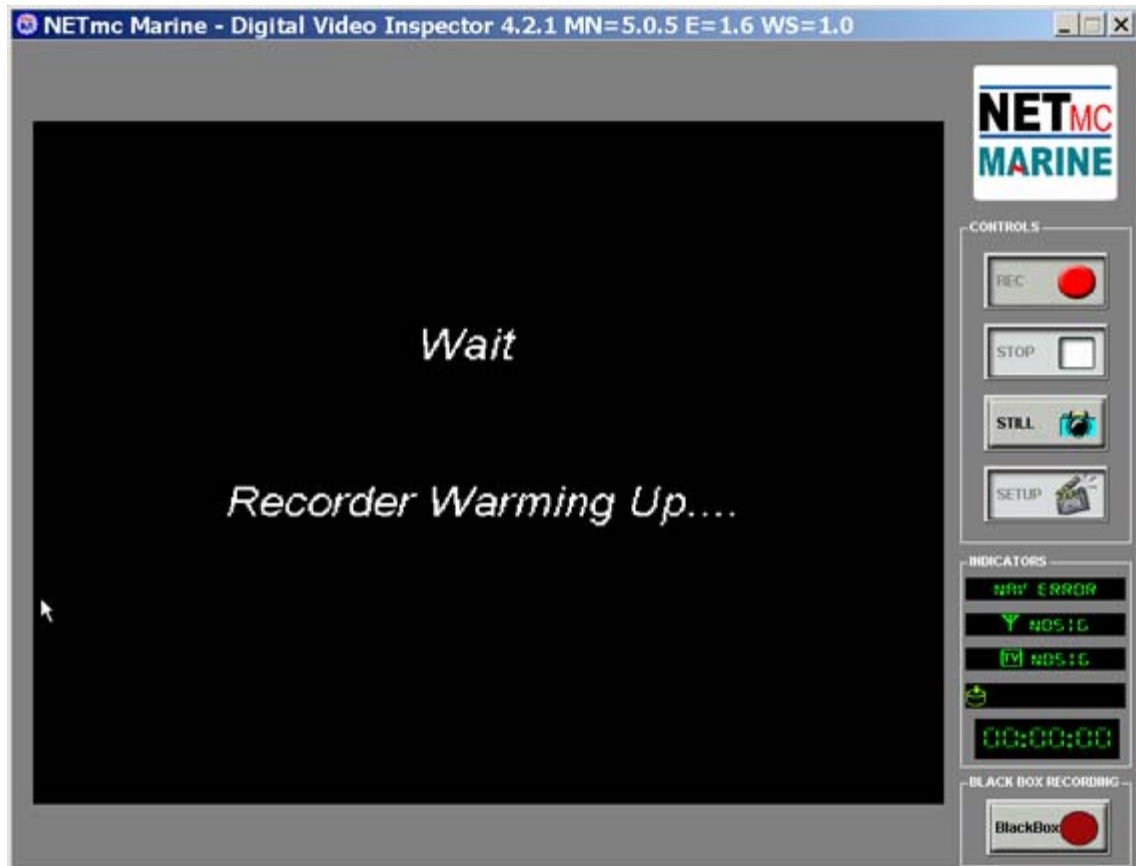 NETmc Marine - Digital Video Inspector 4.2.1 MN=5.0.5 E=1.6 WS=1.0
NETMC
MARINE
CONTROLS
REC
STOP
STILL
SETUP
Wait
Recorder Warming Up....
INDICATORS
NAV ERROR
NOSIG
TV NOSIG
00:00:00
BLACK BOX RECORDING
BlackBox